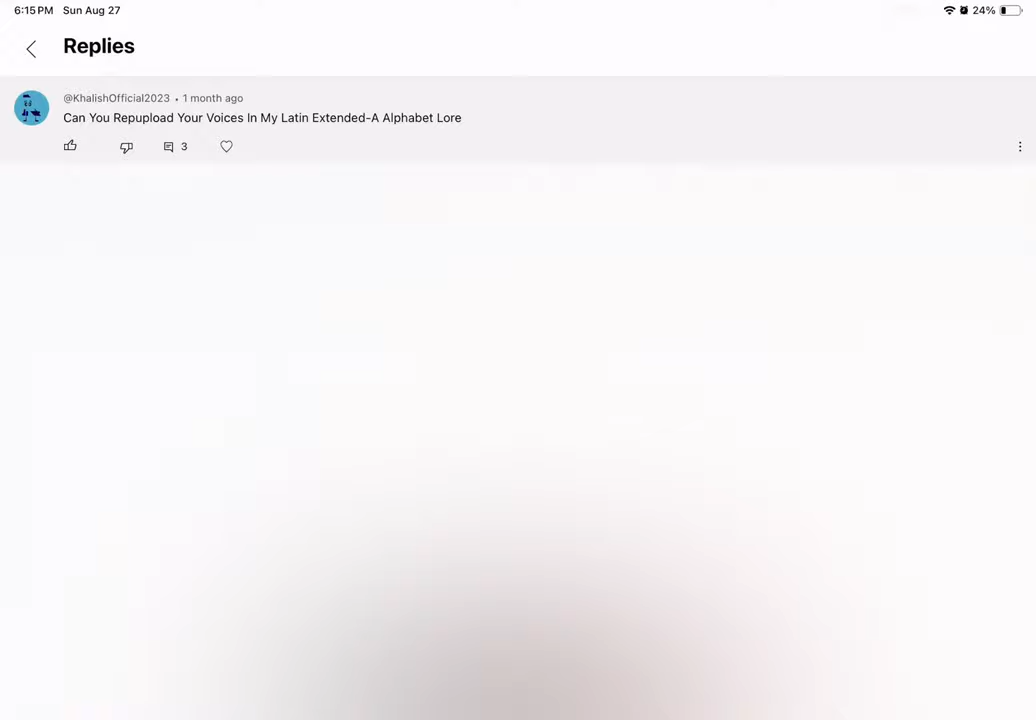 6:15 PM Sun Aug 27
24%
Replies
@KhalishOfficial2023 • 1 month ago
Can You Repupload Your Voices In My Latin Extended-A Alphabet Lore
3